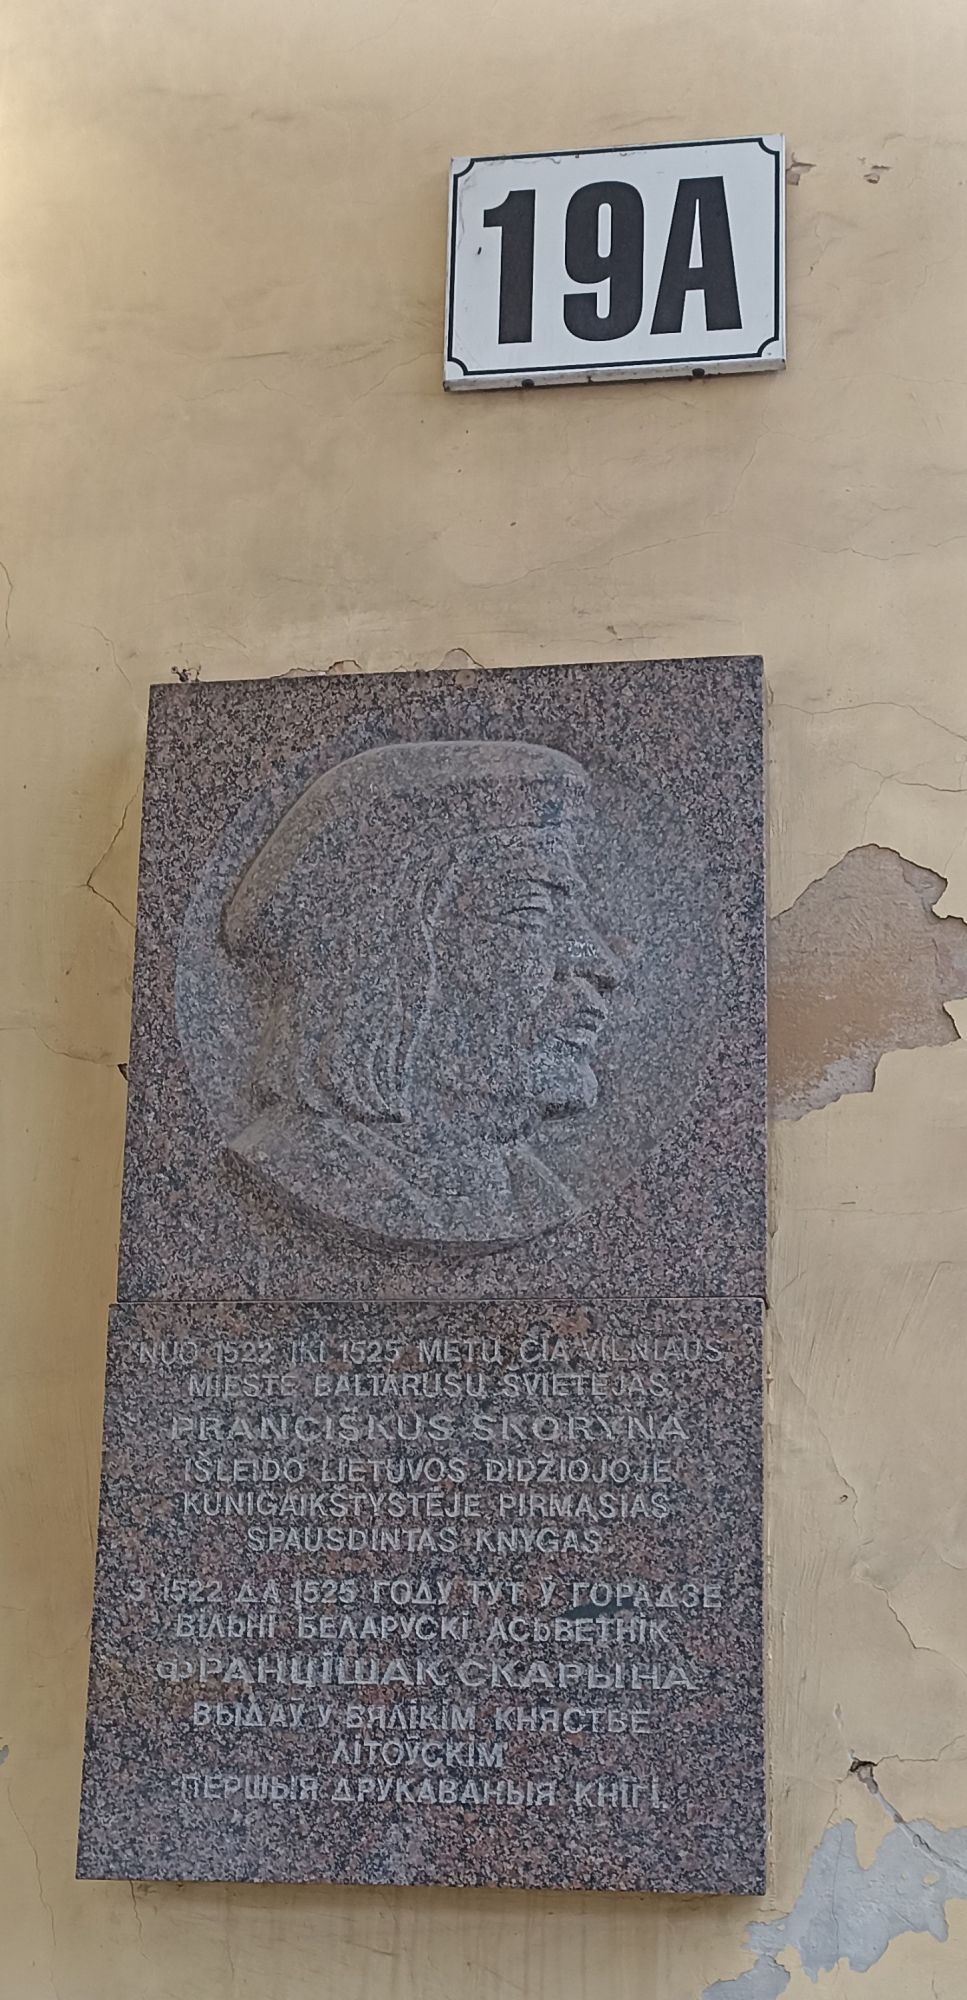 19A
NUO 1522 IKI 1525 METŲ ČIA VILNIAUS
MIESTE BALTARUSŲ ŠVIETĖJAS
PRANCIŠKUS SKORYNA
IŠLEIDO LIETUVOS DIDŽIOJOJE
KUNIGAIKŠTYSTĖJE PIRMĄSIAS
SPAUSDINTAS KNYGAS
З 1522 ДА 1525 ГОДУ ТУТ Ў ГОРАДЗЕ
ВІЛЬНІ БЕЛАРУСКІ АСЬВЕТНІК
ФРАНЦІШАК СКАРЫНА
ВЫДАЎ У ВЯЛІКІМ КНЯСТВЕ
ЛІТОЎСКІМ
ПЕРШЫЯ ДРУКАВАНЫЯ КНІГІ.